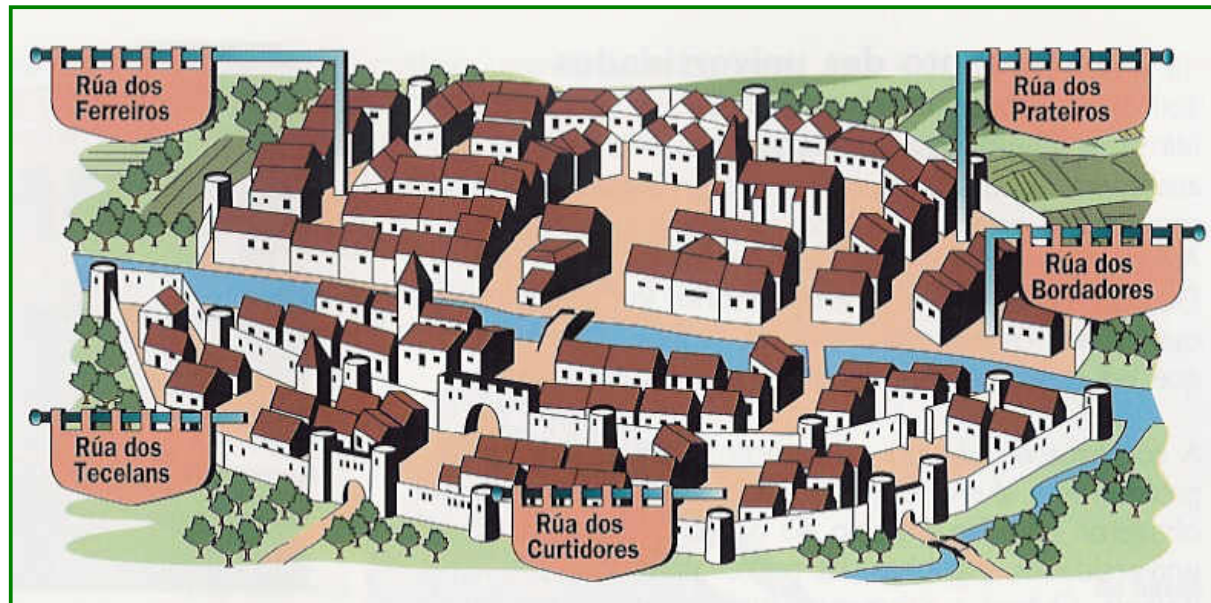 Rúa dos
Ferreiros
Rúa dos
Prateiros
Rúa dos
Bordadores
Rúa dos
Tecelans
Rúa dos
Curtidores